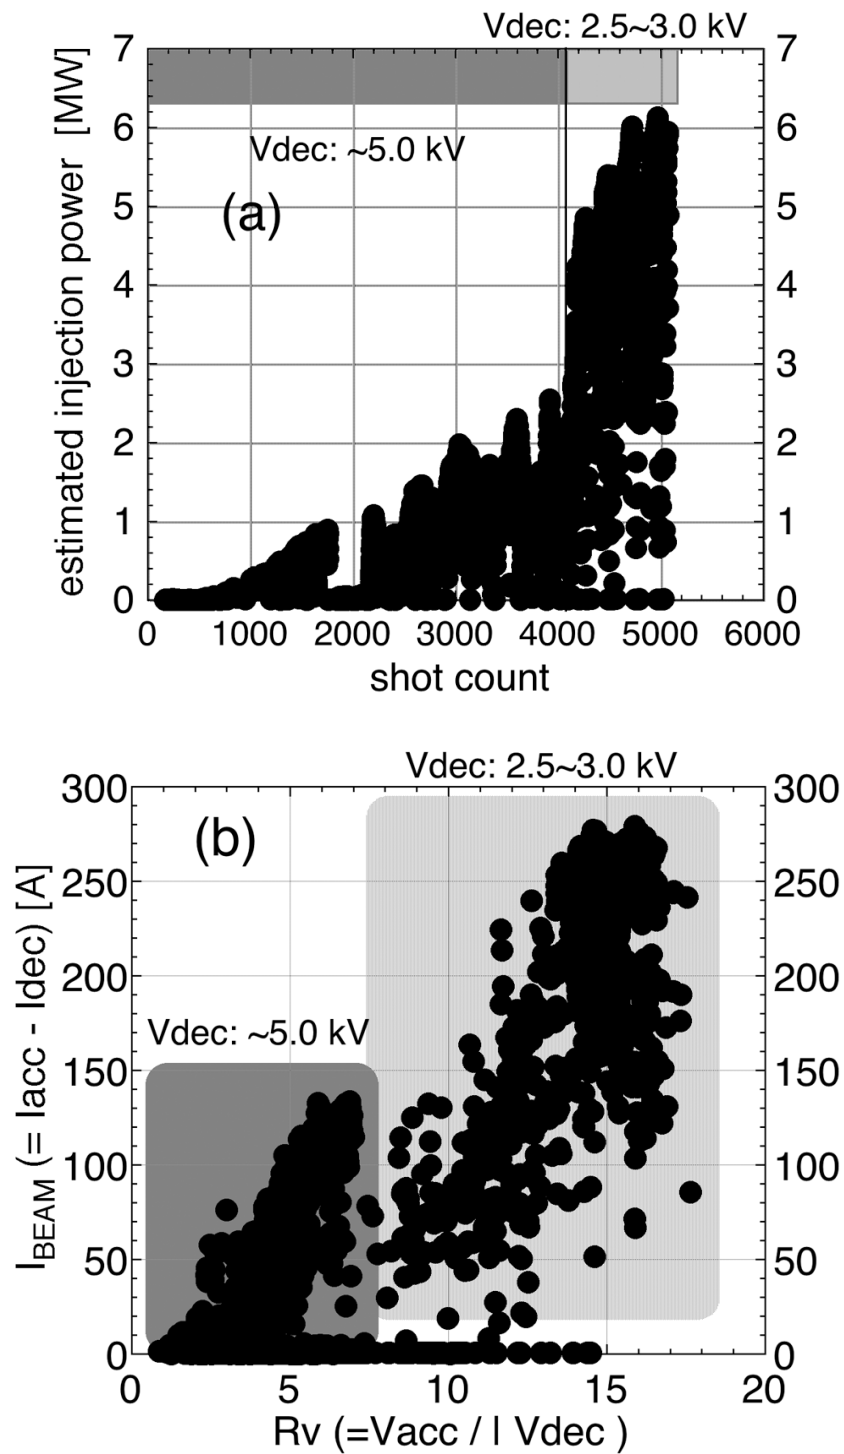 Vdec: 2.5~3.0 kV
7 7
6 6
Vdec: ~5.0 kV
(a)
5 5
4 4
3 3
2 2
1 1
0 0
estimated injection power [MW]
0 1000 2000 3000 4000 5000 6000
shot count
Vdec: 2.5~3.0 kV
300 300
(b)
250 250
200 200
Vdec: ~5.0 kV
150 150
100 100
50 50
0 0
IBEAM (= Iacc - Idec) [A]
0 5 10 15 20
Rv (=Vacc / | Vdec )